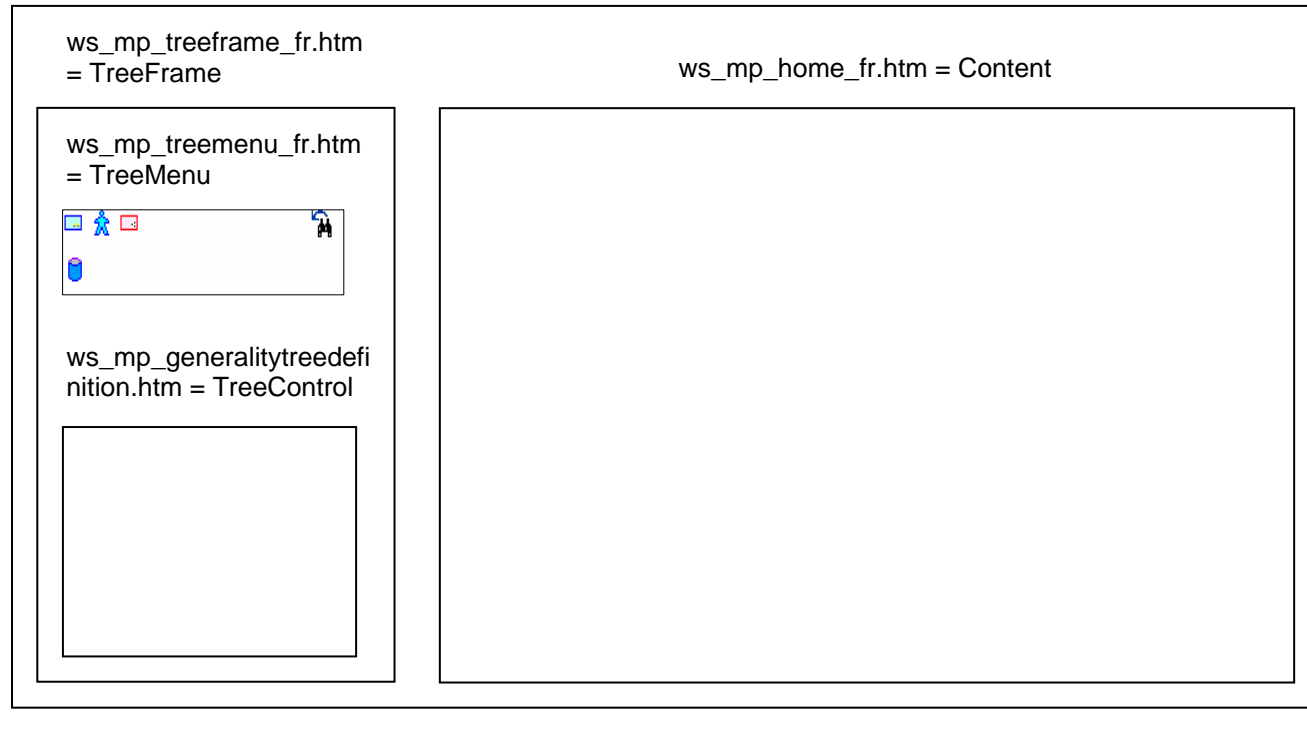 ws_mp_treeframe_fr.htm
= TreeFrame
ws_mp_home_fr.htm = Content
ws_mp_treemenu_fr.htm
= TreeMenu
ws_mp_generalitytreedefi
nition.htm = TreeControl